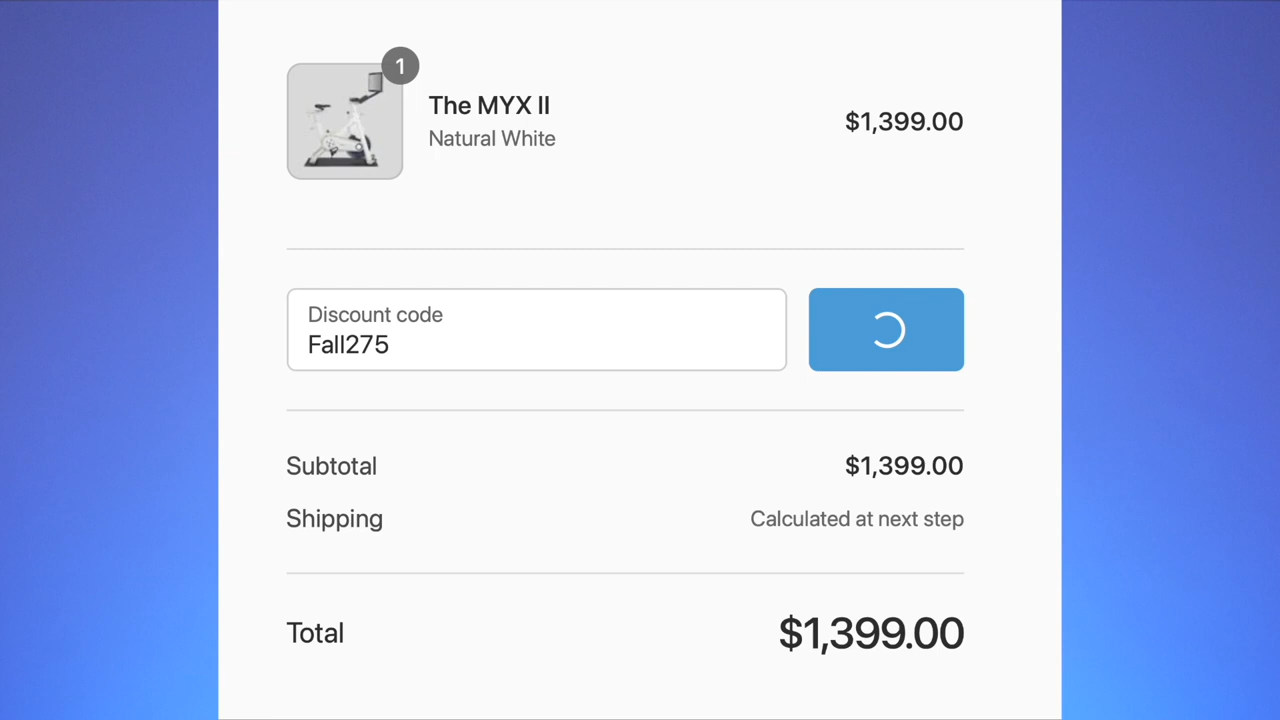 1
The MYX II
Natural White
$1,399.00
Discount code
Fall275
Subtotal
$1,399.00
Shipping
Calculated at next step
Total
$1,399.00